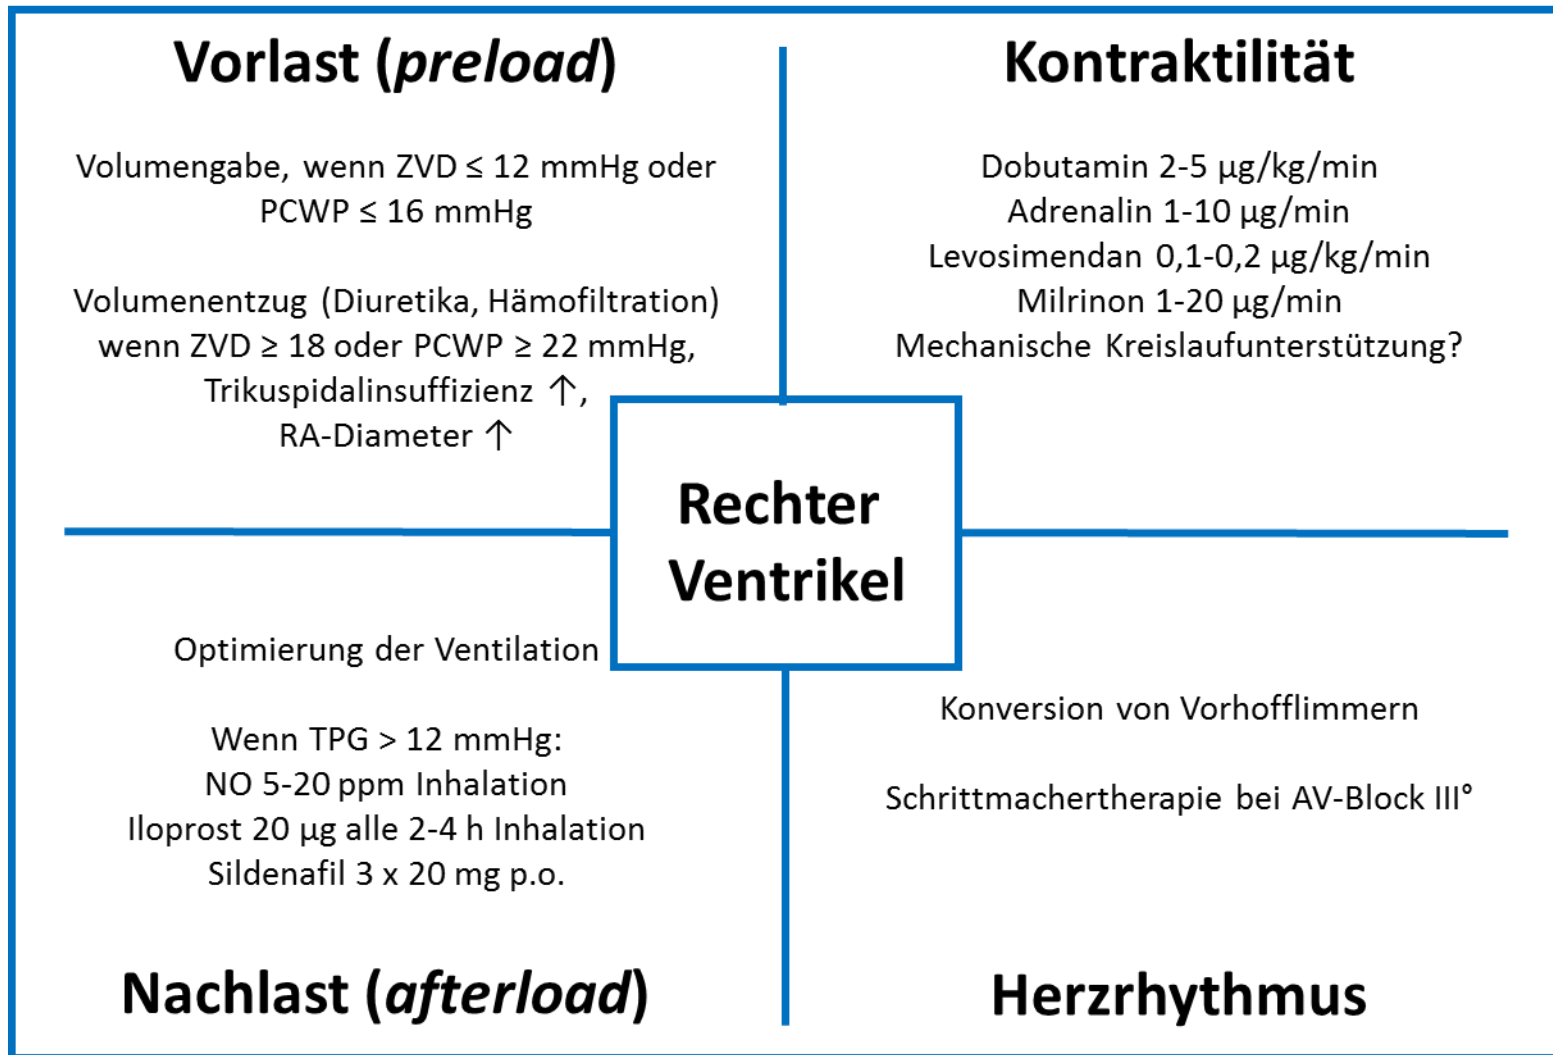 Vorlast (preload)
Volumengabe, wenn ZVD ≤ 12 mmHg oder
PCWP ≤ 16 mmHg
Volumenentzug (Diuretika, Hämofiltration)
wenn ZVD ≥ 18 oder PCWP ≥ 22 mmHg,
Trikuspidalinsuffizienz ↑,
RA-Diameter ↑
Kontraktilität
Dobutamin 2-5 µg/kg/min
Adrenalin 1-10 µg/min
Levosimendan 0,1-0,2 µg/kg/min
Milrinon 1-20 µg/min
Mechanische Kreislaufunterstützung?
Rechter
Ventrikel
Optimierung der Ventilation
Wenn TPG > 12 mmHg:
NO 5-20 ppm Inhalation
Iloprost 20 µg alle 2-4 h Inhalation
Sildenafil 3 x 20 mg p.o.
Nachlast (afterload)
Konversion von Vorhofflimmern
Schrittmachertherapie bei AV-Block III°
Herzrhythmus